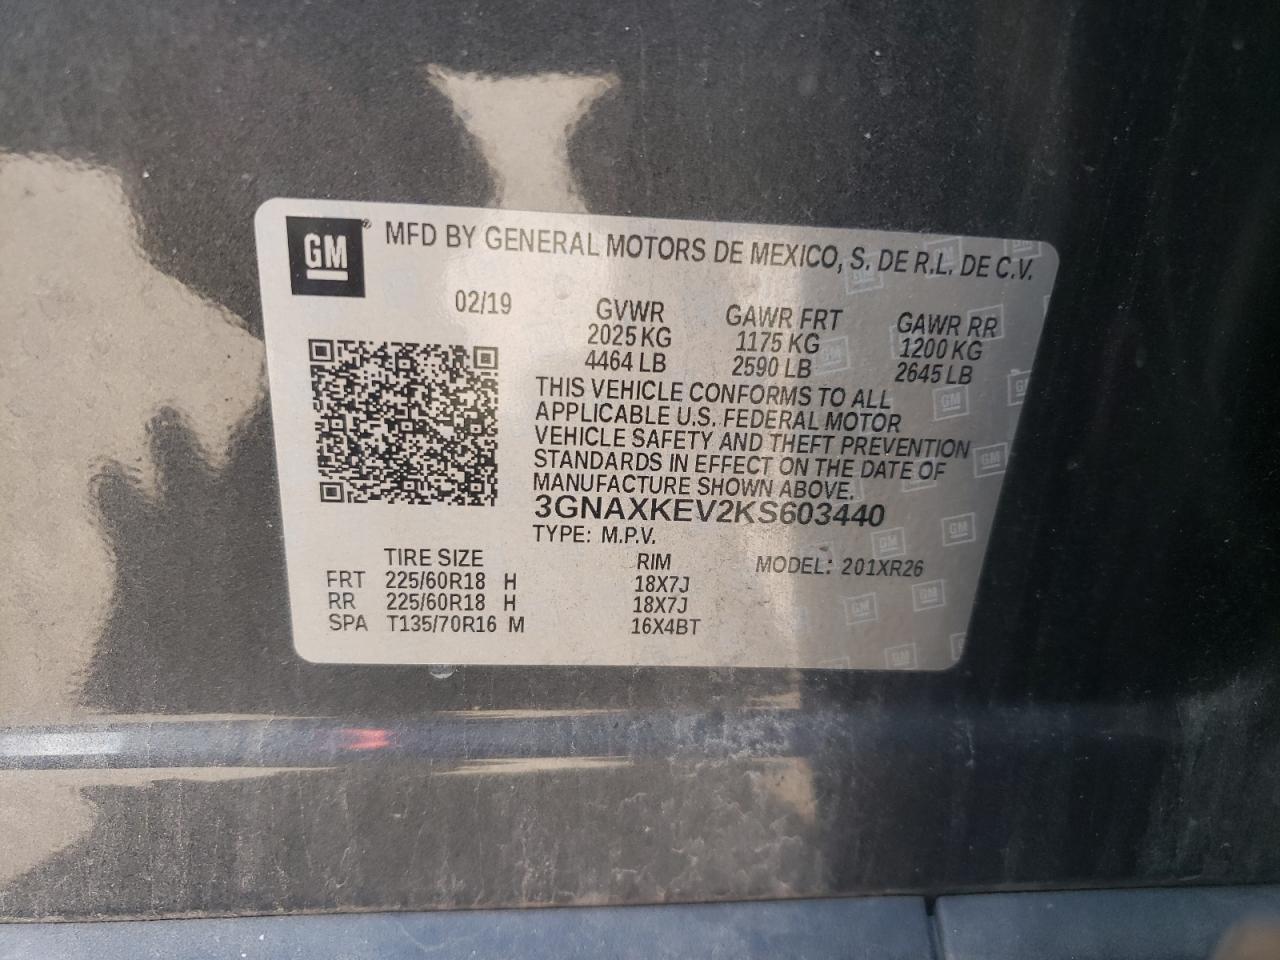 GM® MFD BY GENERAL MOTORS DE MEXICO, S. DE R.L. DE C.V.
02/19 GVWR GAWR FRT GAWR RR
2025 KG 1175 KG 1200 KG
4464 LB 2590 LB 2645 LB
THIS VEHICLE CONFORMS TO ALL
APPLICABLE U.S. FEDERAL MOTOR
VEHICLE SAFETY AND THEFT PREVENTION
STANDARDS IN EFFECT ON THE DATE OF
MANUFACTURE SHOWN ABOVE.
3GNAXKEV2KS603440
TYPE: M.P.V.
TIRE SIZE RIM MODEL: 201XR26
FRT 225/60R18 H 18X7J
RR 225/60R18 H 18X7J
SPA T135/70R16 M 16X4BT